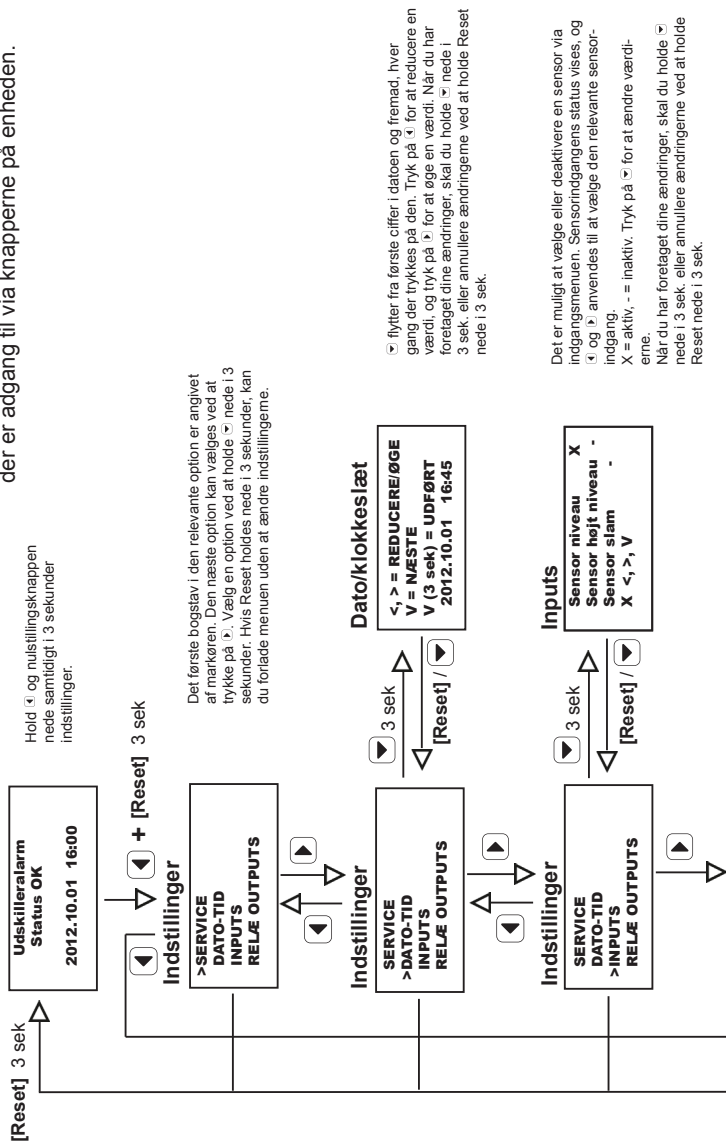 der er adgang til via knapperne på enheden.
Udskilleralarm
Status OK
2012.10.01 16:00
Hold ◄ og nulstillingsknappen
nede samtidigt i 3 sekunder
indstillinger.
[Reset] 3 sek
◄ + [Reset] 3 sek
◄
Indstillinger
>SERVICE
DATO-TID
INPUTS
RELÆ OUTPUTS
Det første bogstav i den relevante option er angivet
af markøren. Den næste option kan vælges ved at
trykke på ►. Vælg en option ved at holde ▼ nede i 3
sekunder. Hvis Reset holdes nede i 3 sekunder, kan
du forlade menuen uden at ændre indstillingerne.
◄ ►
Indstillinger
SERVICE
>DATO-TID
INPUTS
RELÆ OUTPUTS
▼ 3 sek
[Reset] / ▼
Dato/klokkeslæt
<, > = REDUCERE/ØGE
V = NÆSTE
V (3 sek) = UDFØRT
2012.10.01 16:45
▼ flytter fra første ciffer i datoen og fremad, hver
gang der trykkes på den. Tryk på ◄ for at reducere en
værdi, og tryk på ► for at øge en værdi. Når du har
foretaget dine ændringer, skal du holde ▼ nede i
3 sek. eller annullere ændringerne ved at holde Reset
nede i 3 sek.
◄ ►
Indstillinger
SERVICE
DATO-TID
>INPUTS
RELÆ OUTPUTS
▼ 3 sek
[Reset] / ▼
Inputs
Sensor niveau X
Sensor højt niveau -
Sensor slam -
X <, >, V
Det er muligt at vælge eller deaktivere en sensor via
indgangsmenuen. Sensorindgangens status vises, og
◄ og ► anvendes til at vælge den relevante sensor-
indgang.
X = aktiv, - = inaktiv. Tryk på ▼ for at ændre værdi-
erne.
Når du har foretaget dine ændringer, skal du holde ▼
nede i 3 sek. eller annullere ændringerne ved at holde
Reset nede i 3 sek.
►